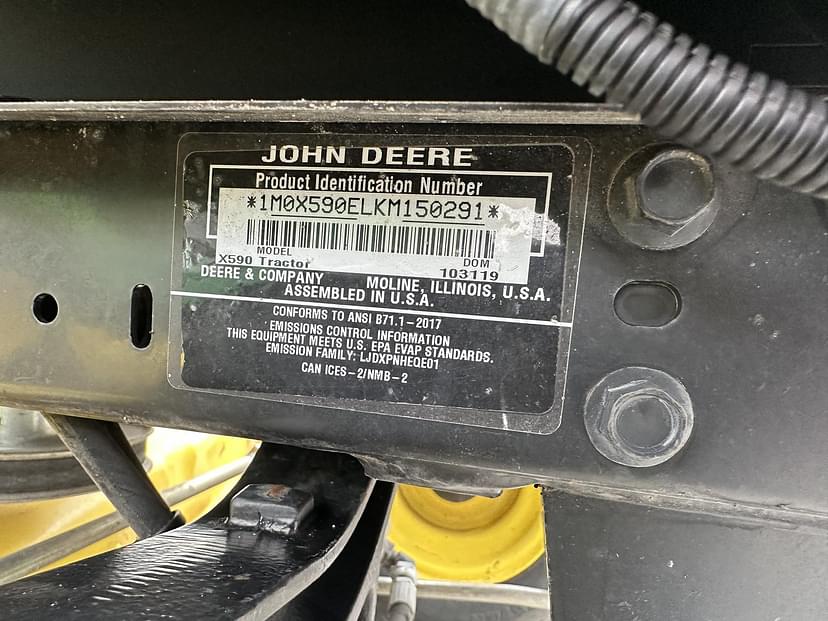 JOHN DEERE
Product Identification Number
*1M0X590ELKM150291*
MODEL DOM
X590 Tractor 103119
DEERE & COMPANY MOLINE, ILLINOIS, U.S.A.
ASSEMBLED IN U.S.A.
CONFORMS TO ANSI B71.1-2017
EMISSIONS CONTROL INFORMATION
THIS EQUIPMENT MEETS U.S. EPA EVAP STANDARDS.
EMISSION FAMILY: LJDXPNHEQE01
CAN ICES-2/NMB-2